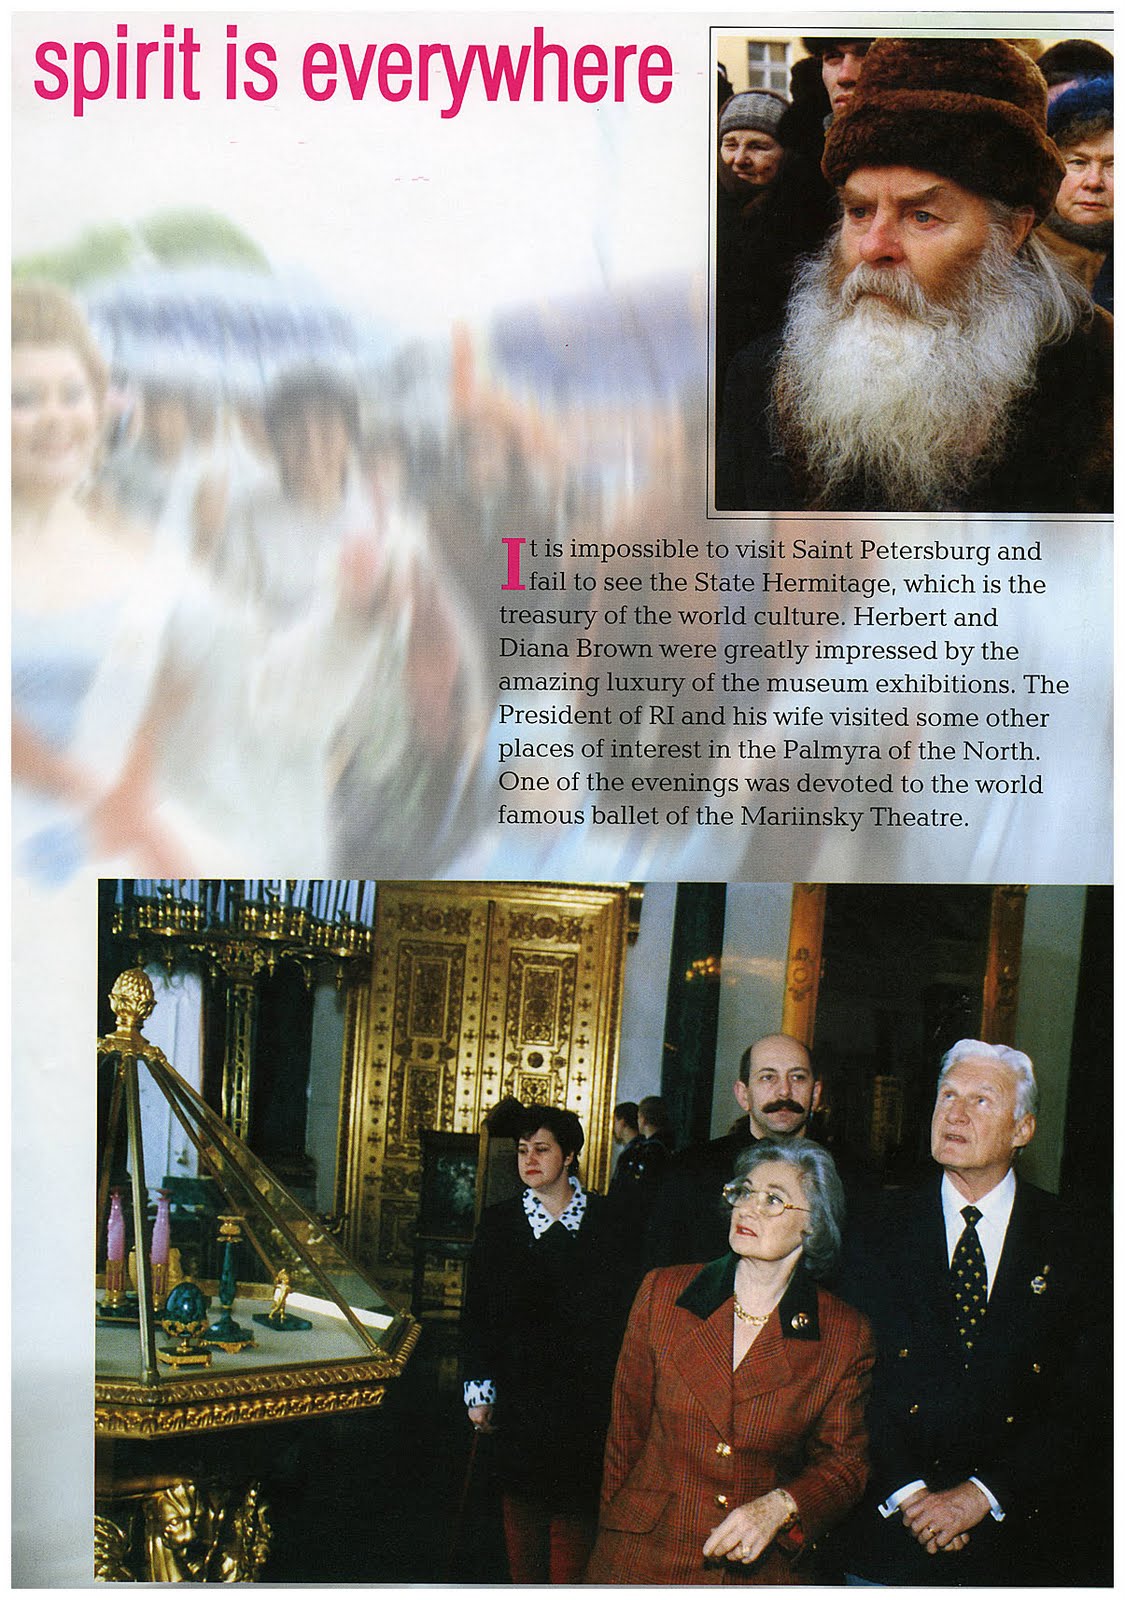 spirit is everywhere
It is impossible to visit Saint Petersburg and
fail to see the State Hermitage, which is the
treasury of the world culture. Herbert and
Diana Brown were greatly impressed by the
amazing luxury of the museum exhibitions. The
President of RI and his wife visited some other
places of interest in the Palmyra of the North.
One of the evenings was devoted to the world
famous ballet of the Mariinsky Theatre.